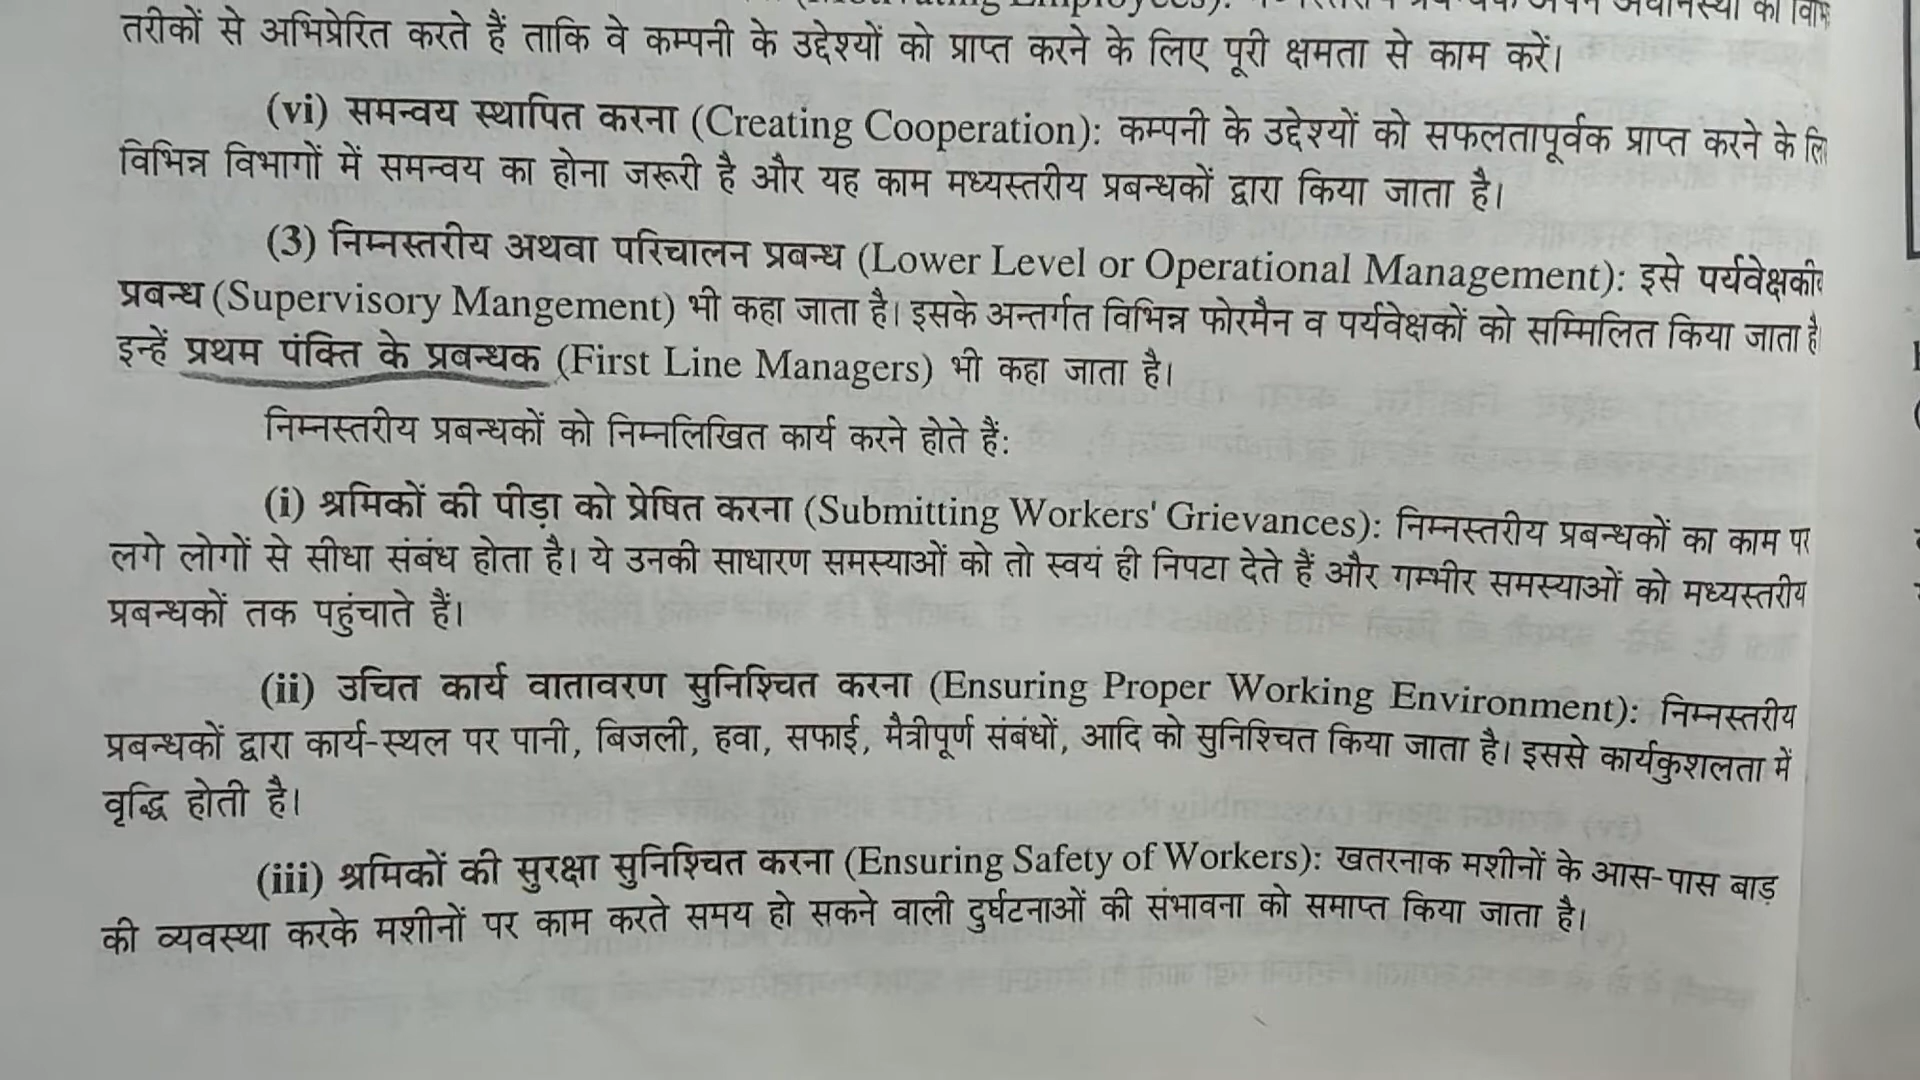 (Motivating Employees):
तरीकों से अभिप्रेरित करते हैं ताकि वे कम्पनी के उद्देश्यों को प्राप्त करने के लिए पूरी क्षमता से काम करें।
(vi) समन्वय स्थापित करना (Creating Cooperation): कम्पनी के उद्देश्यों को सफलतापूर्वक प्राप्त करने के
विभिन्न विभागों में समन्वय का होना जरूरी है और यह काम मध्यस्तरीय प्रबन्धकों द्वारा किया जाता है।
(3) निम्नस्तरीय अथवा परिचालन प्रबन्ध (Lower Level or Operational Management): इसे पर्यवेक्षकीय
प्रबन्ध (Supervisory Mangement) भी कहा जाता है। इसके अन्तर्गत विभिन्न फोरमैन व पर्यवेक्षकों को सम्मिलित किया जाता है।
इन्हें प्रथम पंक्ति के प्रबन्धक (First Line Managers) भी कहा जाता है।
निम्नस्तरीय प्रबन्धकों को निम्नलिखित कार्य करने होते हैं:
(i) श्रमिकों की पीड़ा को प्रेषित करना (Submitting Workers' Grievances): निम्नस्तरीय प्रबन्धकों का काम पर
लगे लोगों से सीधा संबंध होता है। ये उनकी साधारण समस्याओं को तो स्वयं ही निपटा देते हैं और गम्भीर समस्याओं को मध्यस्तरीय
प्रबन्धकों तक पहुंचाते हैं।
(ii) उचित कार्य वातावरण सुनिश्चित करना (Ensuring Proper Working Environment): निम्नस्तरीय
प्रबन्धकों द्वारा कार्य-स्थल पर पानी, बिजली, हवा, सफाई, मैत्रीपूर्ण संबंधों, आदि को सुनिश्चित किया जाता है। इससे कार्यकुशलता में
वृद्धि होती है।
(iii) श्रमिकों की सुरक्षा सुनिश्चित करना (Ensuring Safety of Workers): खतरनाक मशीनों के आस-पास बाड़
की व्यवस्था करके मशीनों पर काम करते समय हो सकने वाली दुर्घटनाओं की संभावना को समाप्त किया जाता है।